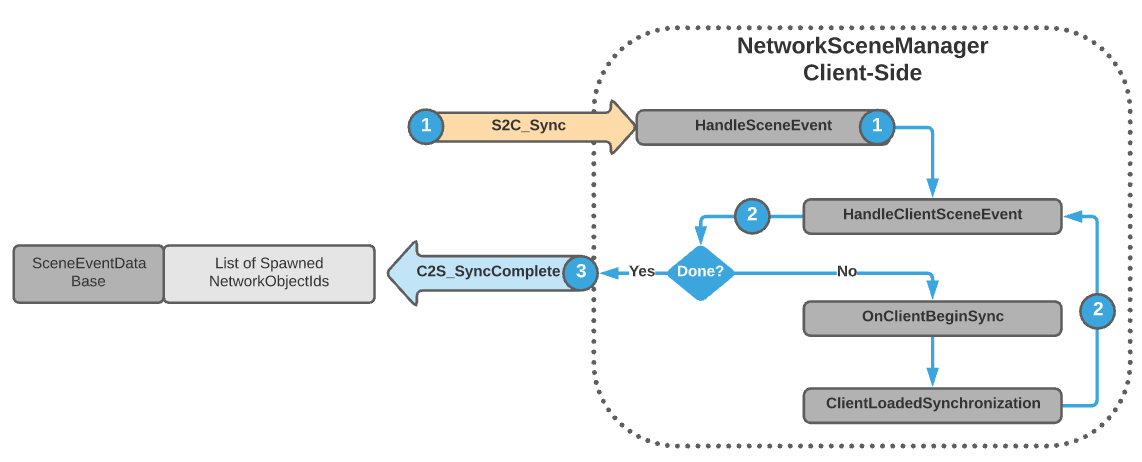 NetworkSceneManager
Client-Side
1
S2C_Sync
HandleSceneEvent
1
HandleClientSceneEvent
2
SceneEventData
Base
List of Spawned
NetworkObjectIds
C2S_SyncComplete
3
Yes
Done?
No
OnClientBeginSync
2
ClientLoadedSynchronization